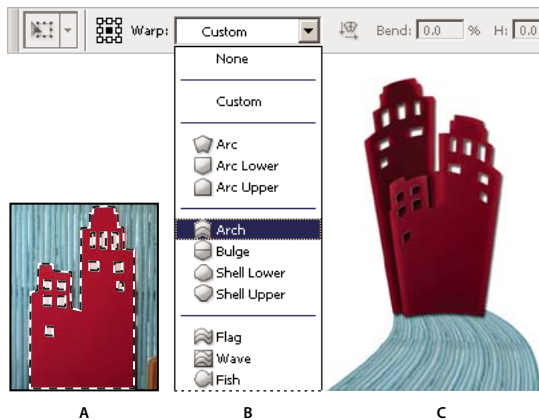 Warp: Custom Bend: 0.0 % H: 0.0
None
Custom
Arc
Arc Lower
Arc Upper
Arch
Bulge
Shell Lower
Shell Upper
Flag
Wave
Fish
A B C